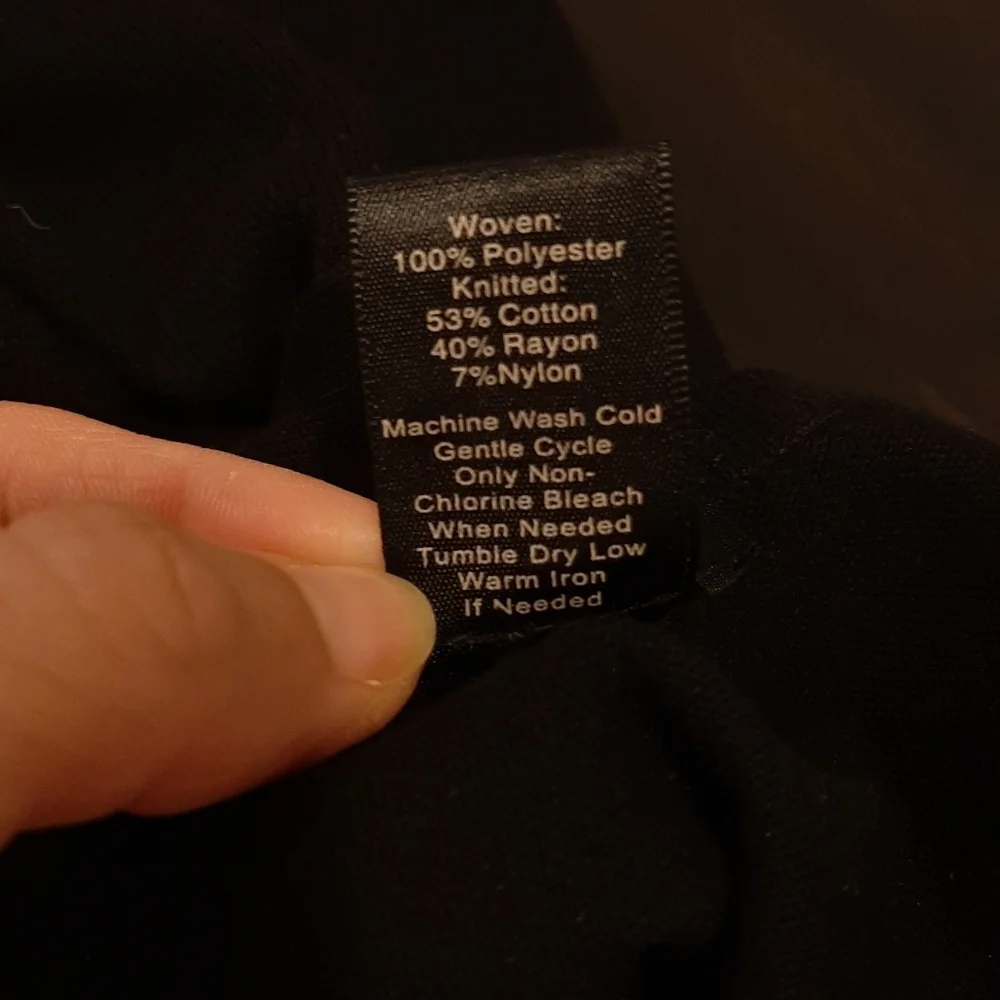 Woven:
100% Polyester
Knitted:
53% Cotton
40% Rayon
7%Nylon
Machine Wash Cold
Gentle Cycle
Only Non-
Chlorine Bleach
When Needed
Tumble Dry Low
Warm Iron
If Needed